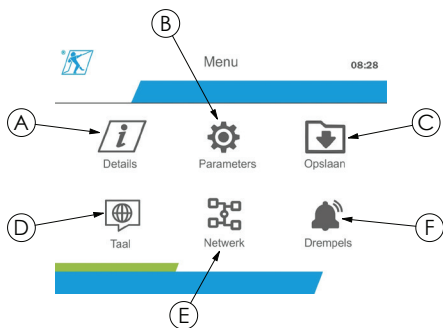 B
Menu 08:28
A C
Details Parameters Opslaan
D F
Taal Netwerk Drempels
E